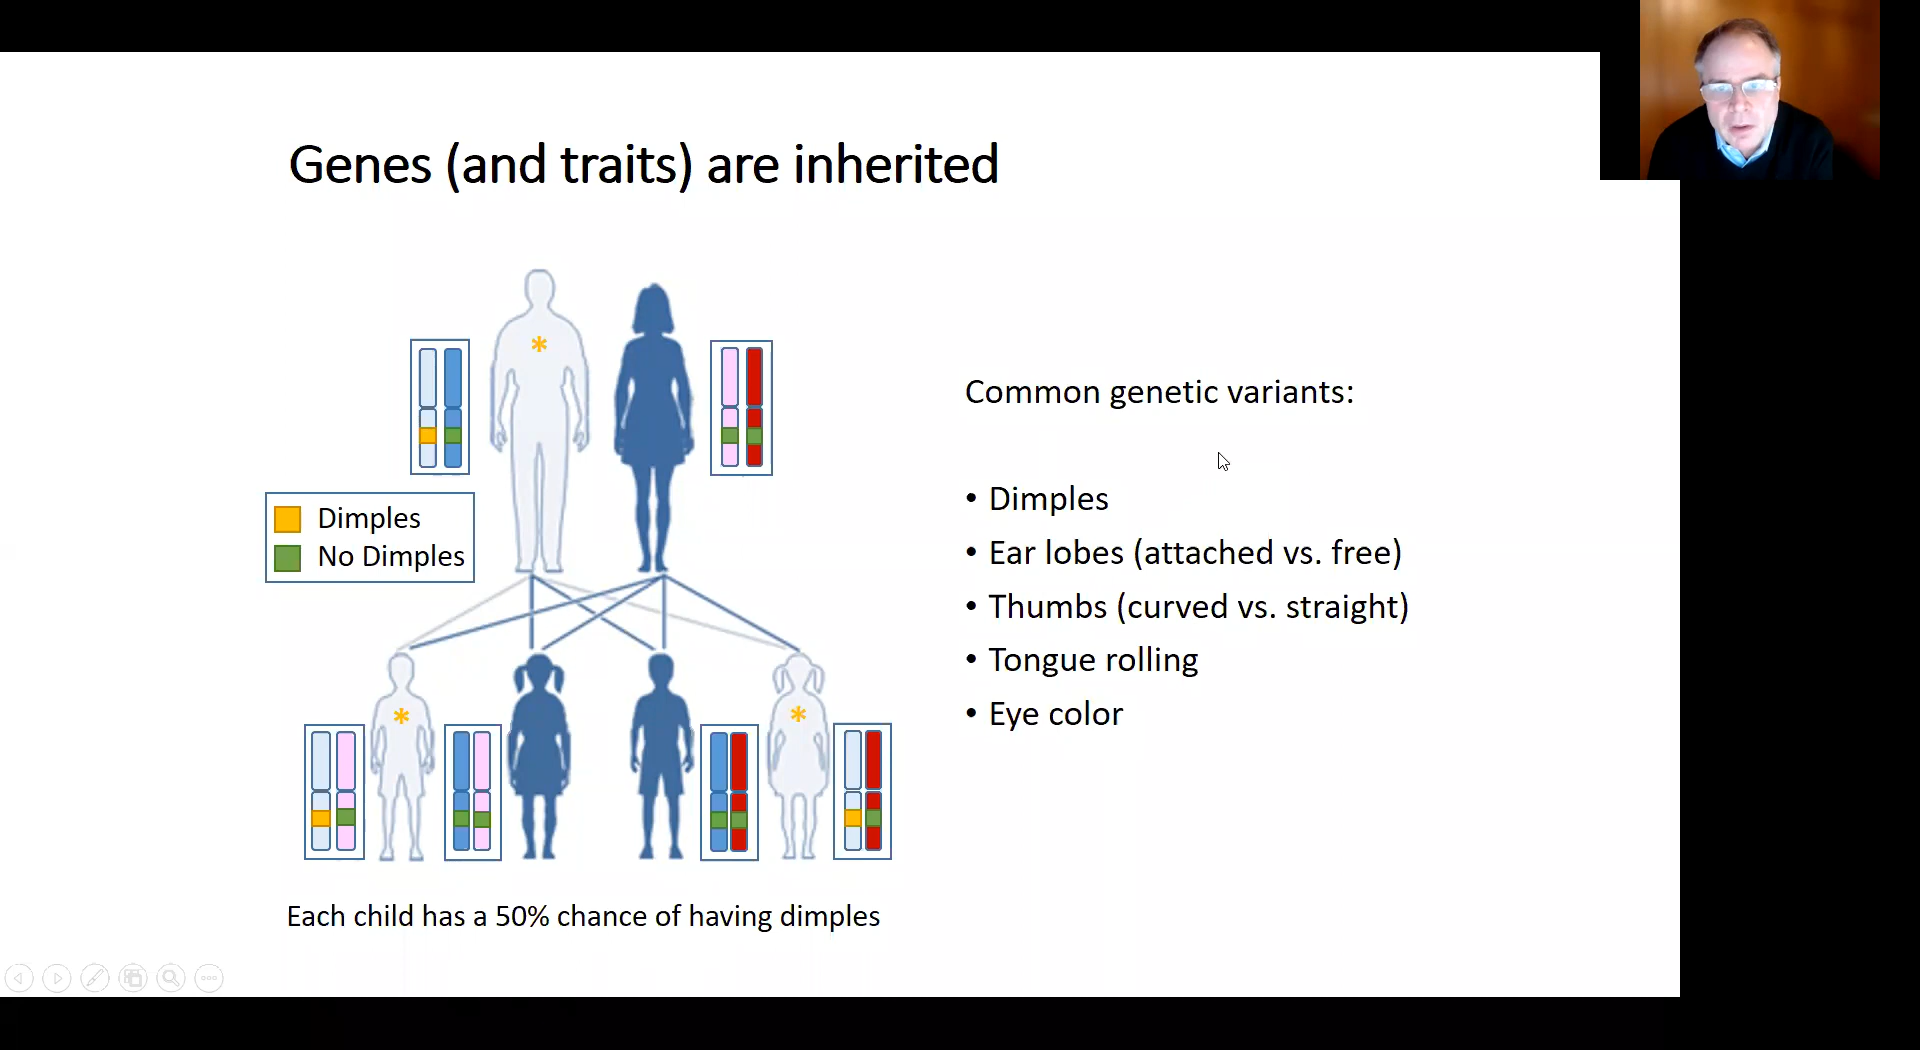 Genes (and traits) are inherited
Dimples
No Dimples
Each child has a 50% chance of having dimples
Common genetic variants:
• Dimples
• Ear lobes (attached vs. free)
• Thumbs (curved vs. straight)
• Tongue rolling
• Eye color